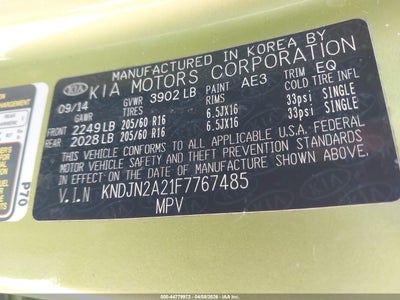 MANUFACTURED IN KOREA BY
KIA KIA MOTORS CORPORATION
09/14 GVWR 3902 LB PAINT AE3 TRIM EQ
GAWR TIRES RIMS COLD TIRE INFL
FRONT 2249 LB 205/60 R16 6.5JX16 33psi SINGLE
REAR 2028 LB 205/60 R16 6.5JX16 33psi SINGLE
THIS VEHICLE CONFORMS TO ALL APPLICABLE U.S. FEDERAL
MOTOR VEHICLE SAFETY AND THEFT PREVENTION STANDARDS
IN EFFECT ON THE DATE OF MANUFACTURE SHOWN ABOVE.
V.I.N KNDJN2A21F7767485
MPV
P70